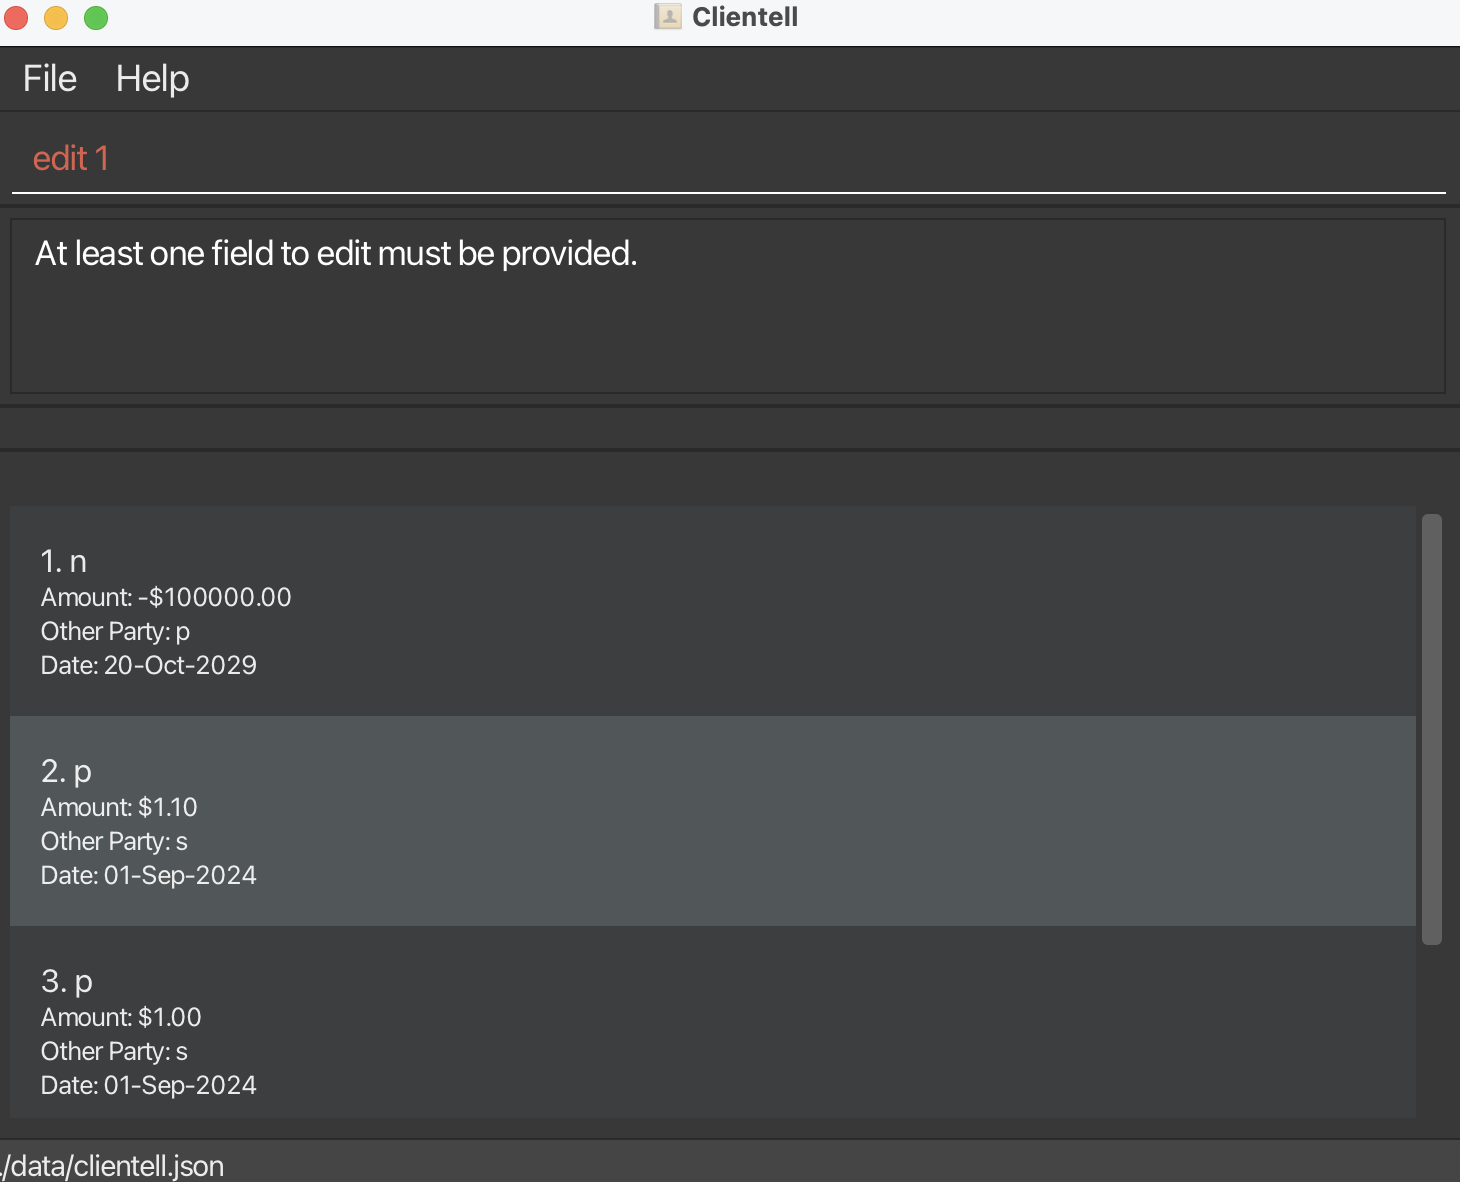 Clientell
File Help
edit 1
At least one field to edit must be provided.
1. n
Amount: -$100000.00
Other Party: p
Date: 20-Oct-2029
2. p
Amount: $1.10
Other Party: s
Date: 01-Sep-2024
3. p
Amount: $1.00
Other Party: s
Date: 01-Sep-2024
./data/clientell.json